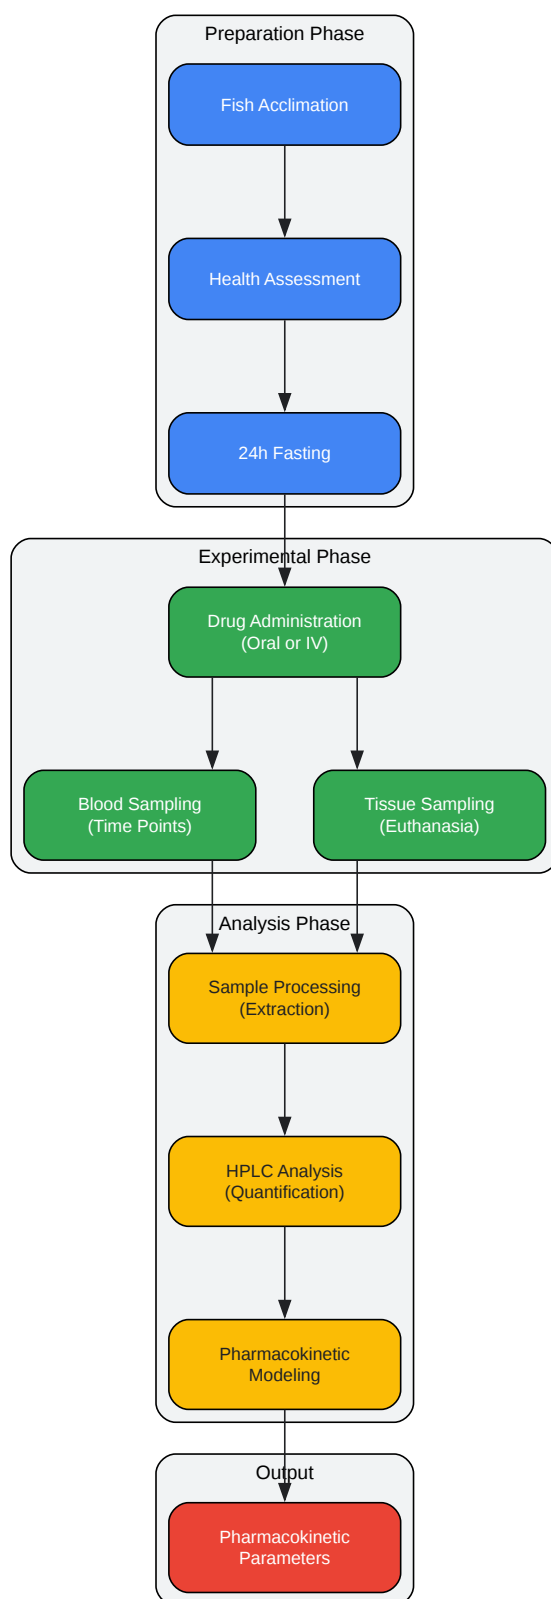 Preparation Phase
Fish Acclimation
Health Assessment
24h Fasting
Experimental Phase
Drug Administration
(Oral or IV)
Blood Sampling
(Time Points)
Tissue Sampling
(Euthanasia)
Analysis Phase
Sample Processing
(Extraction)
HPLC Analysis
(Quantification)
Pharmacokinetic
Modeling
Output
Pharmacokinetic
Parameters